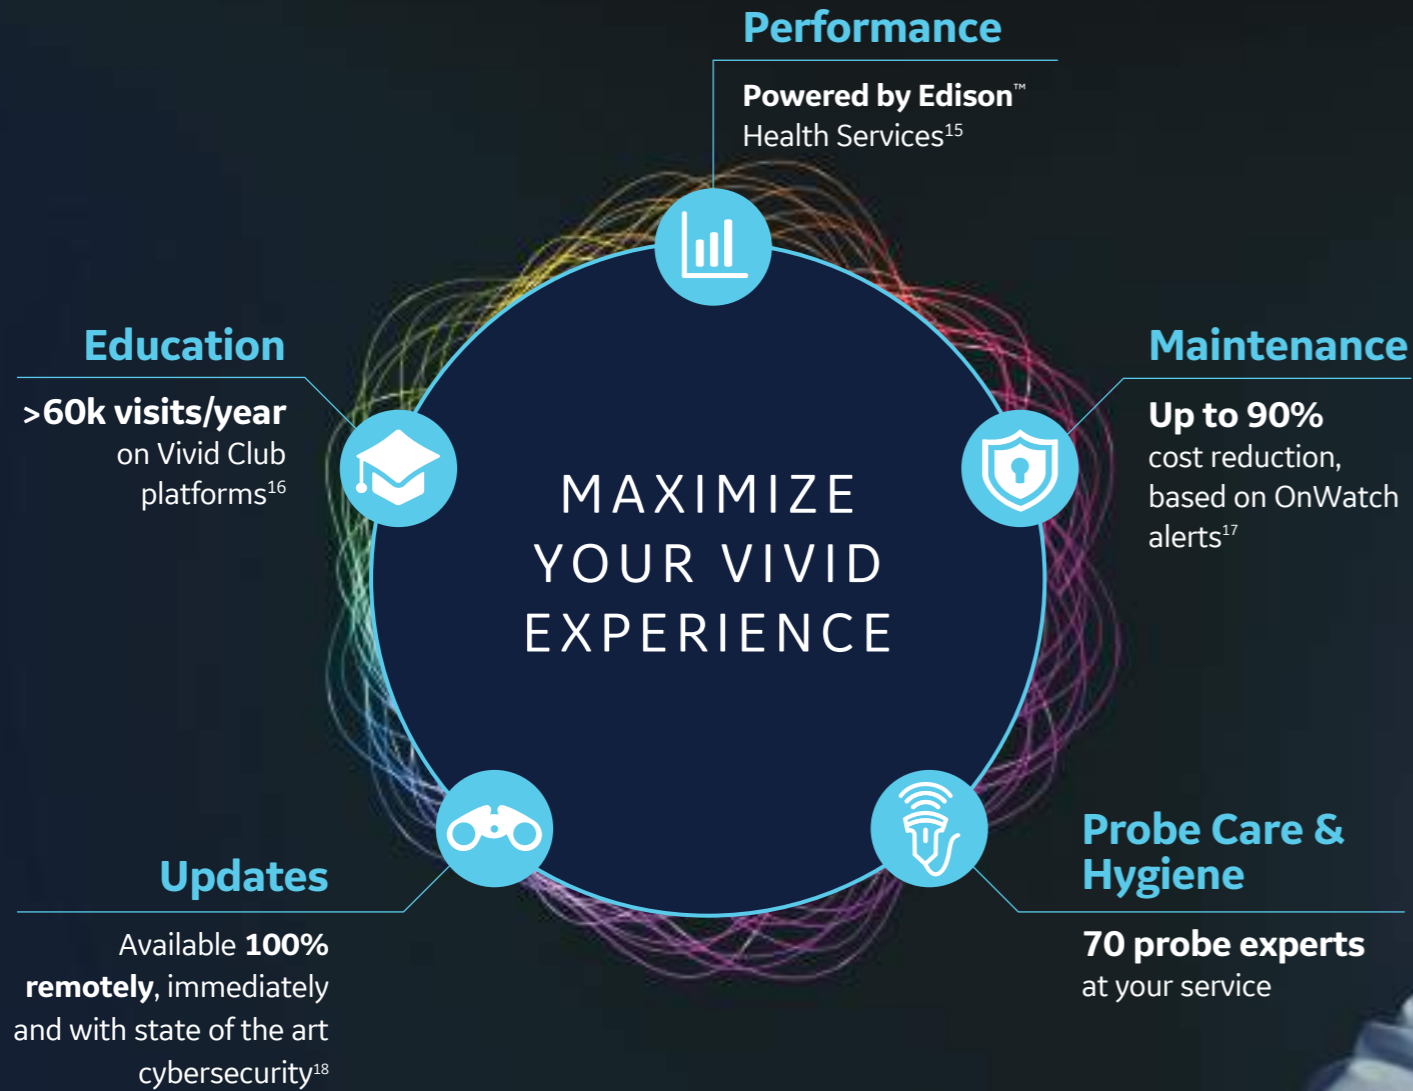 Performance
Powered by Edison™
Health Services¹⁵
Education
>60k visits/year
on Vivid Club
platforms¹⁶
Maintenance
Up to 90%
cost reduction,
based on OnWatch
alerts¹⁷
MAXIMIZE
YOUR VIVID
EXPERIENCE
Updates
Available 100%
remotely, immediately
and with state of the art
cybersecurity¹⁸
Probe Care &
Hygiene
70 probe experts
at your service